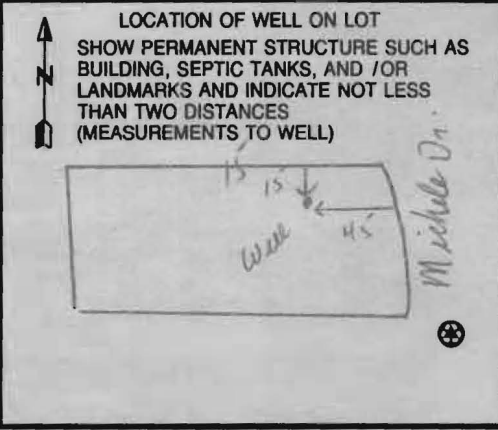 LOCATION OF WELL ON LOT
SHOW PERMANENT STRUCTURE SUCH AS
BUILDING, SEPTIC TANKS, AND /OR
LANDMARKS AND INDICATE NOT LESS
THAN TWO DISTANCES
(MEASUREMENTS TO WELL)
N
15'
15'
45
Well
Michele Dr.